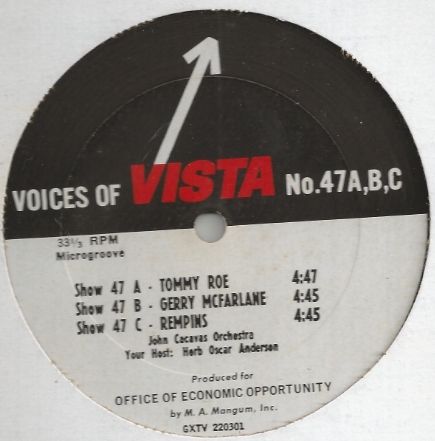 VOICES OF VISTA No.47A,B,C
33⅓ RPM
Microgroove
Show 47 A - TOMMY ROE 4:47
Show 47 B - GERRY MCFARLANE 4:45
Show 47 C - REMPINS 4:45
John Cacavas Orchestra
Your Host: Herb Oscar Anderson
Produced for
OFFICE OF ECONOMIC OPPORTUNITY
by M. A. Mangum, Inc.
GXTV 220301